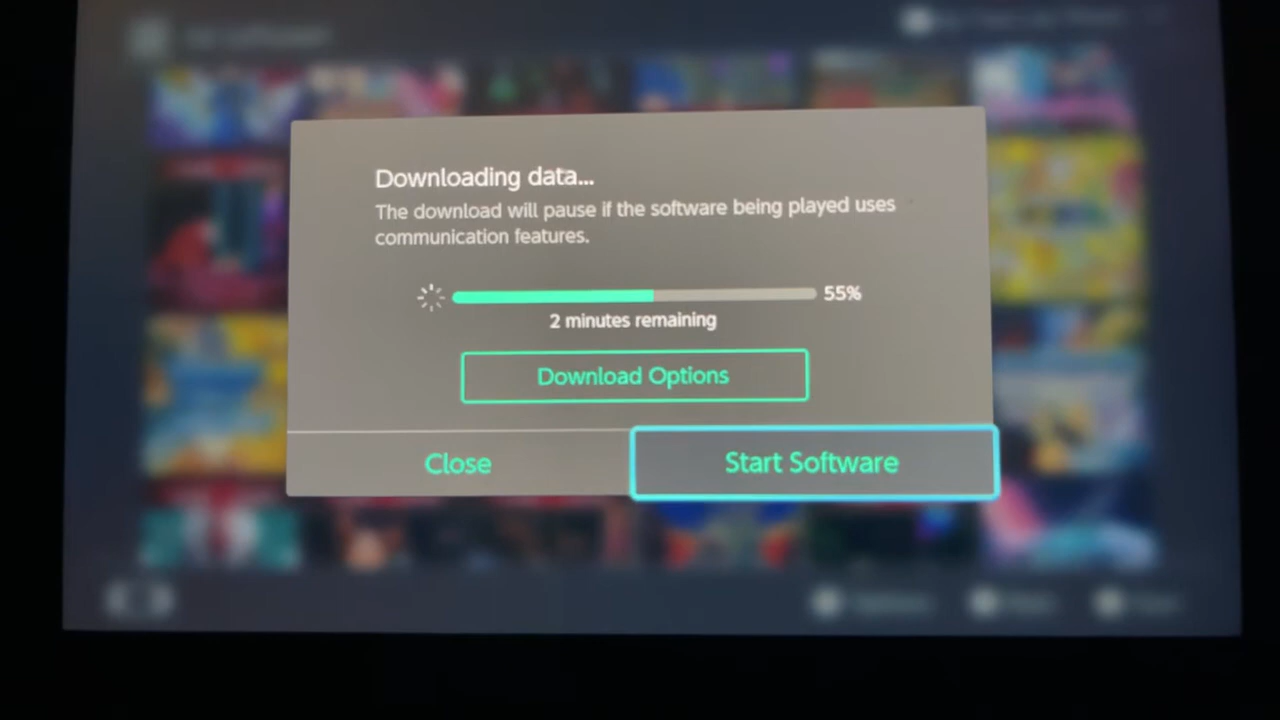 Downloading data...
The download will pause if the software being played uses
communication features.
55%
2 minutes remaining
Download Options
Close
Start Software